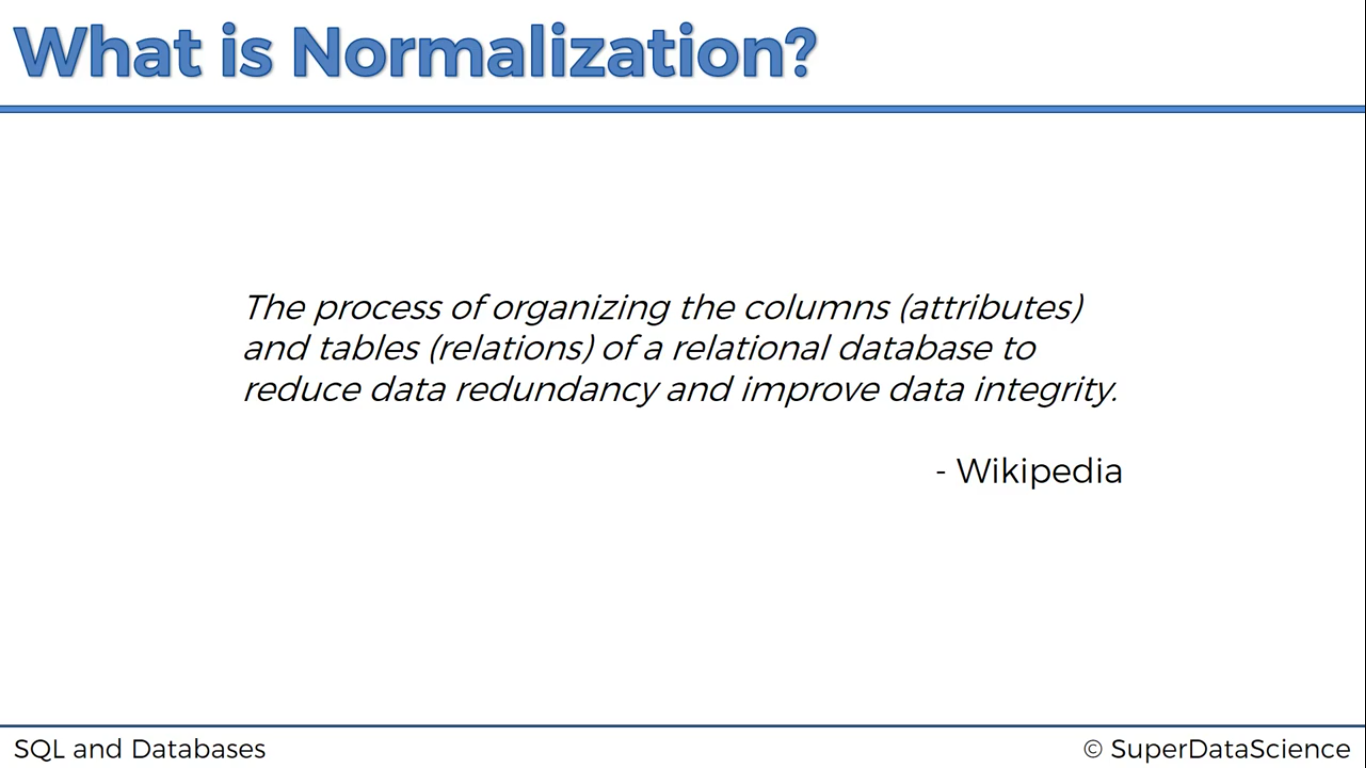 What is Normalization?
The process of organizing the columns (attributes)
and tables (relations) of a relational database to
reduce data redundancy and improve data integrity.
- Wikipedia
SQL and Databases
© SuperDataScience